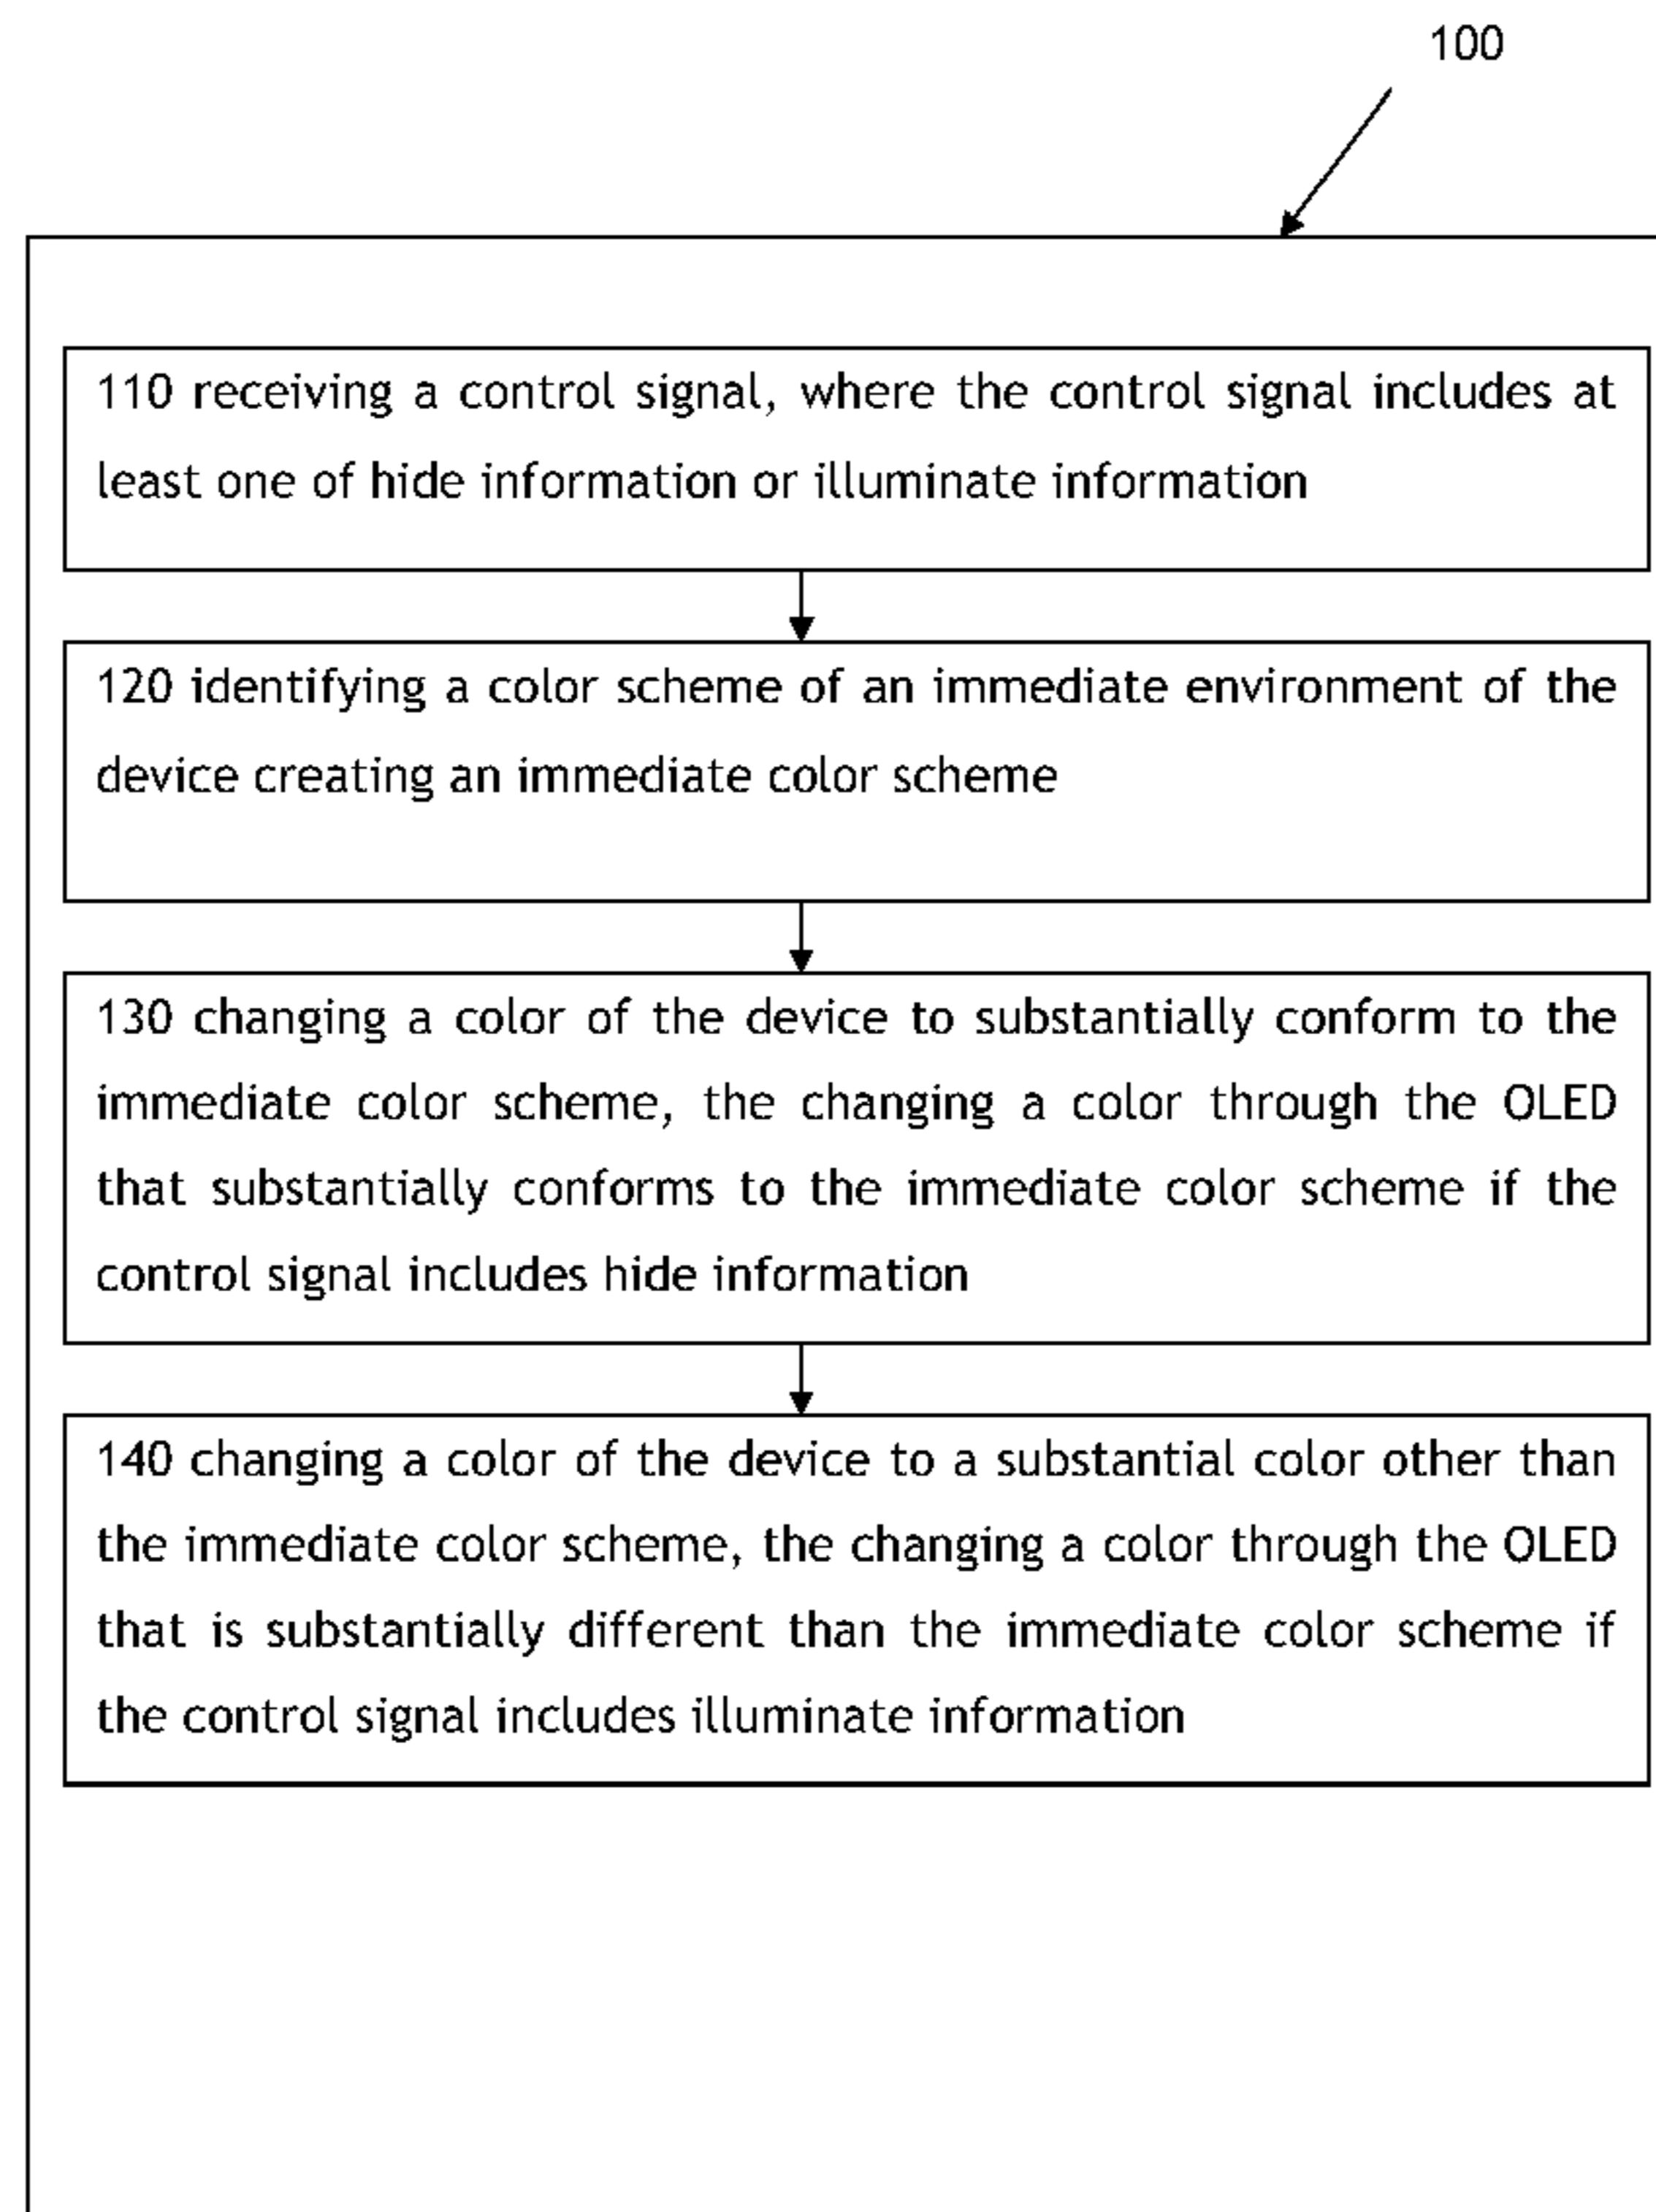 100
110 receiving a control signal, where the control signal includes at
least one of hide information or illuminate information
120 identifying a color scheme of an immediate environment of the
device creating an immediate color scheme
130 changing a color of the device to substantially conform to the
immediate color scheme, the changing a color through the OLED
that substantially conforms to the immediate color scheme if the
control signal includes hide information
140 changing a color of the device to a substantial color other than
the immediate color scheme, the changing a color through the OLED
that is substantially different than the immediate color scheme if
the control signal includes illuminate information